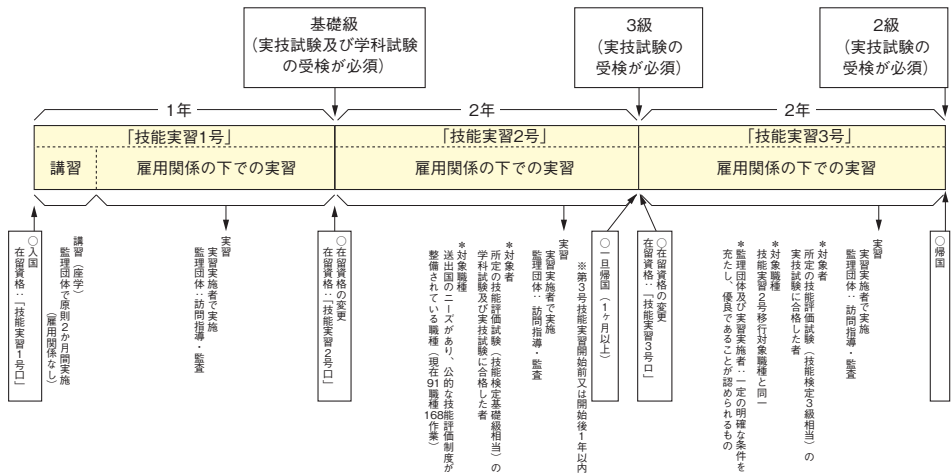 基礎級
（実技試験及び学科試験
の受検が必須）
3級
（実技試験の
受検が必須）
2級
（実技試験の
受検が必須）
1年
2年
2年
「技能実習1号」
「技能実習2号」
「技能実習3号」
講習
雇用関係の下での実習
雇用関係の下での実習
雇用関係の下での実習
○入国
在留資格：「技能実習1号ロ」
講習（座学）
監理団体で原則2か月間実施
（雇用関係なし）
実習
実習実施者で実施
監理団体：訪問指導・監査
○在留資格の変更
在留資格：「技能実習2号ロ」
実習
実習実施者で実施
監理団体：訪問指導・監査
＊対象者
所定の技能評価試験（技能検定基礎級相当）の
学科試験及び実技試験に合格した者
＊対象職種
送出国のニーズがあり、公的な技能評価制度が
整備されている職種（現在91職種168作業）
○一旦帰国（1ヶ月以上）
※第3号技能実習開始前又は開始後1年以内
○在留資格の変更
在留資格：「技能実習3号ロ」
実習
実習実施者で実施
監理団体：訪問指導・監査
＊対象者
所定の技能評価試験（技能検定3級相当）の
実技試験に合格した者
＊対象職種
技能実習2号移行対象職種と同一
＊監理団体及び実習実施者：一定の明確な条件を
充たし、優良であることが認められるもの
○帰国